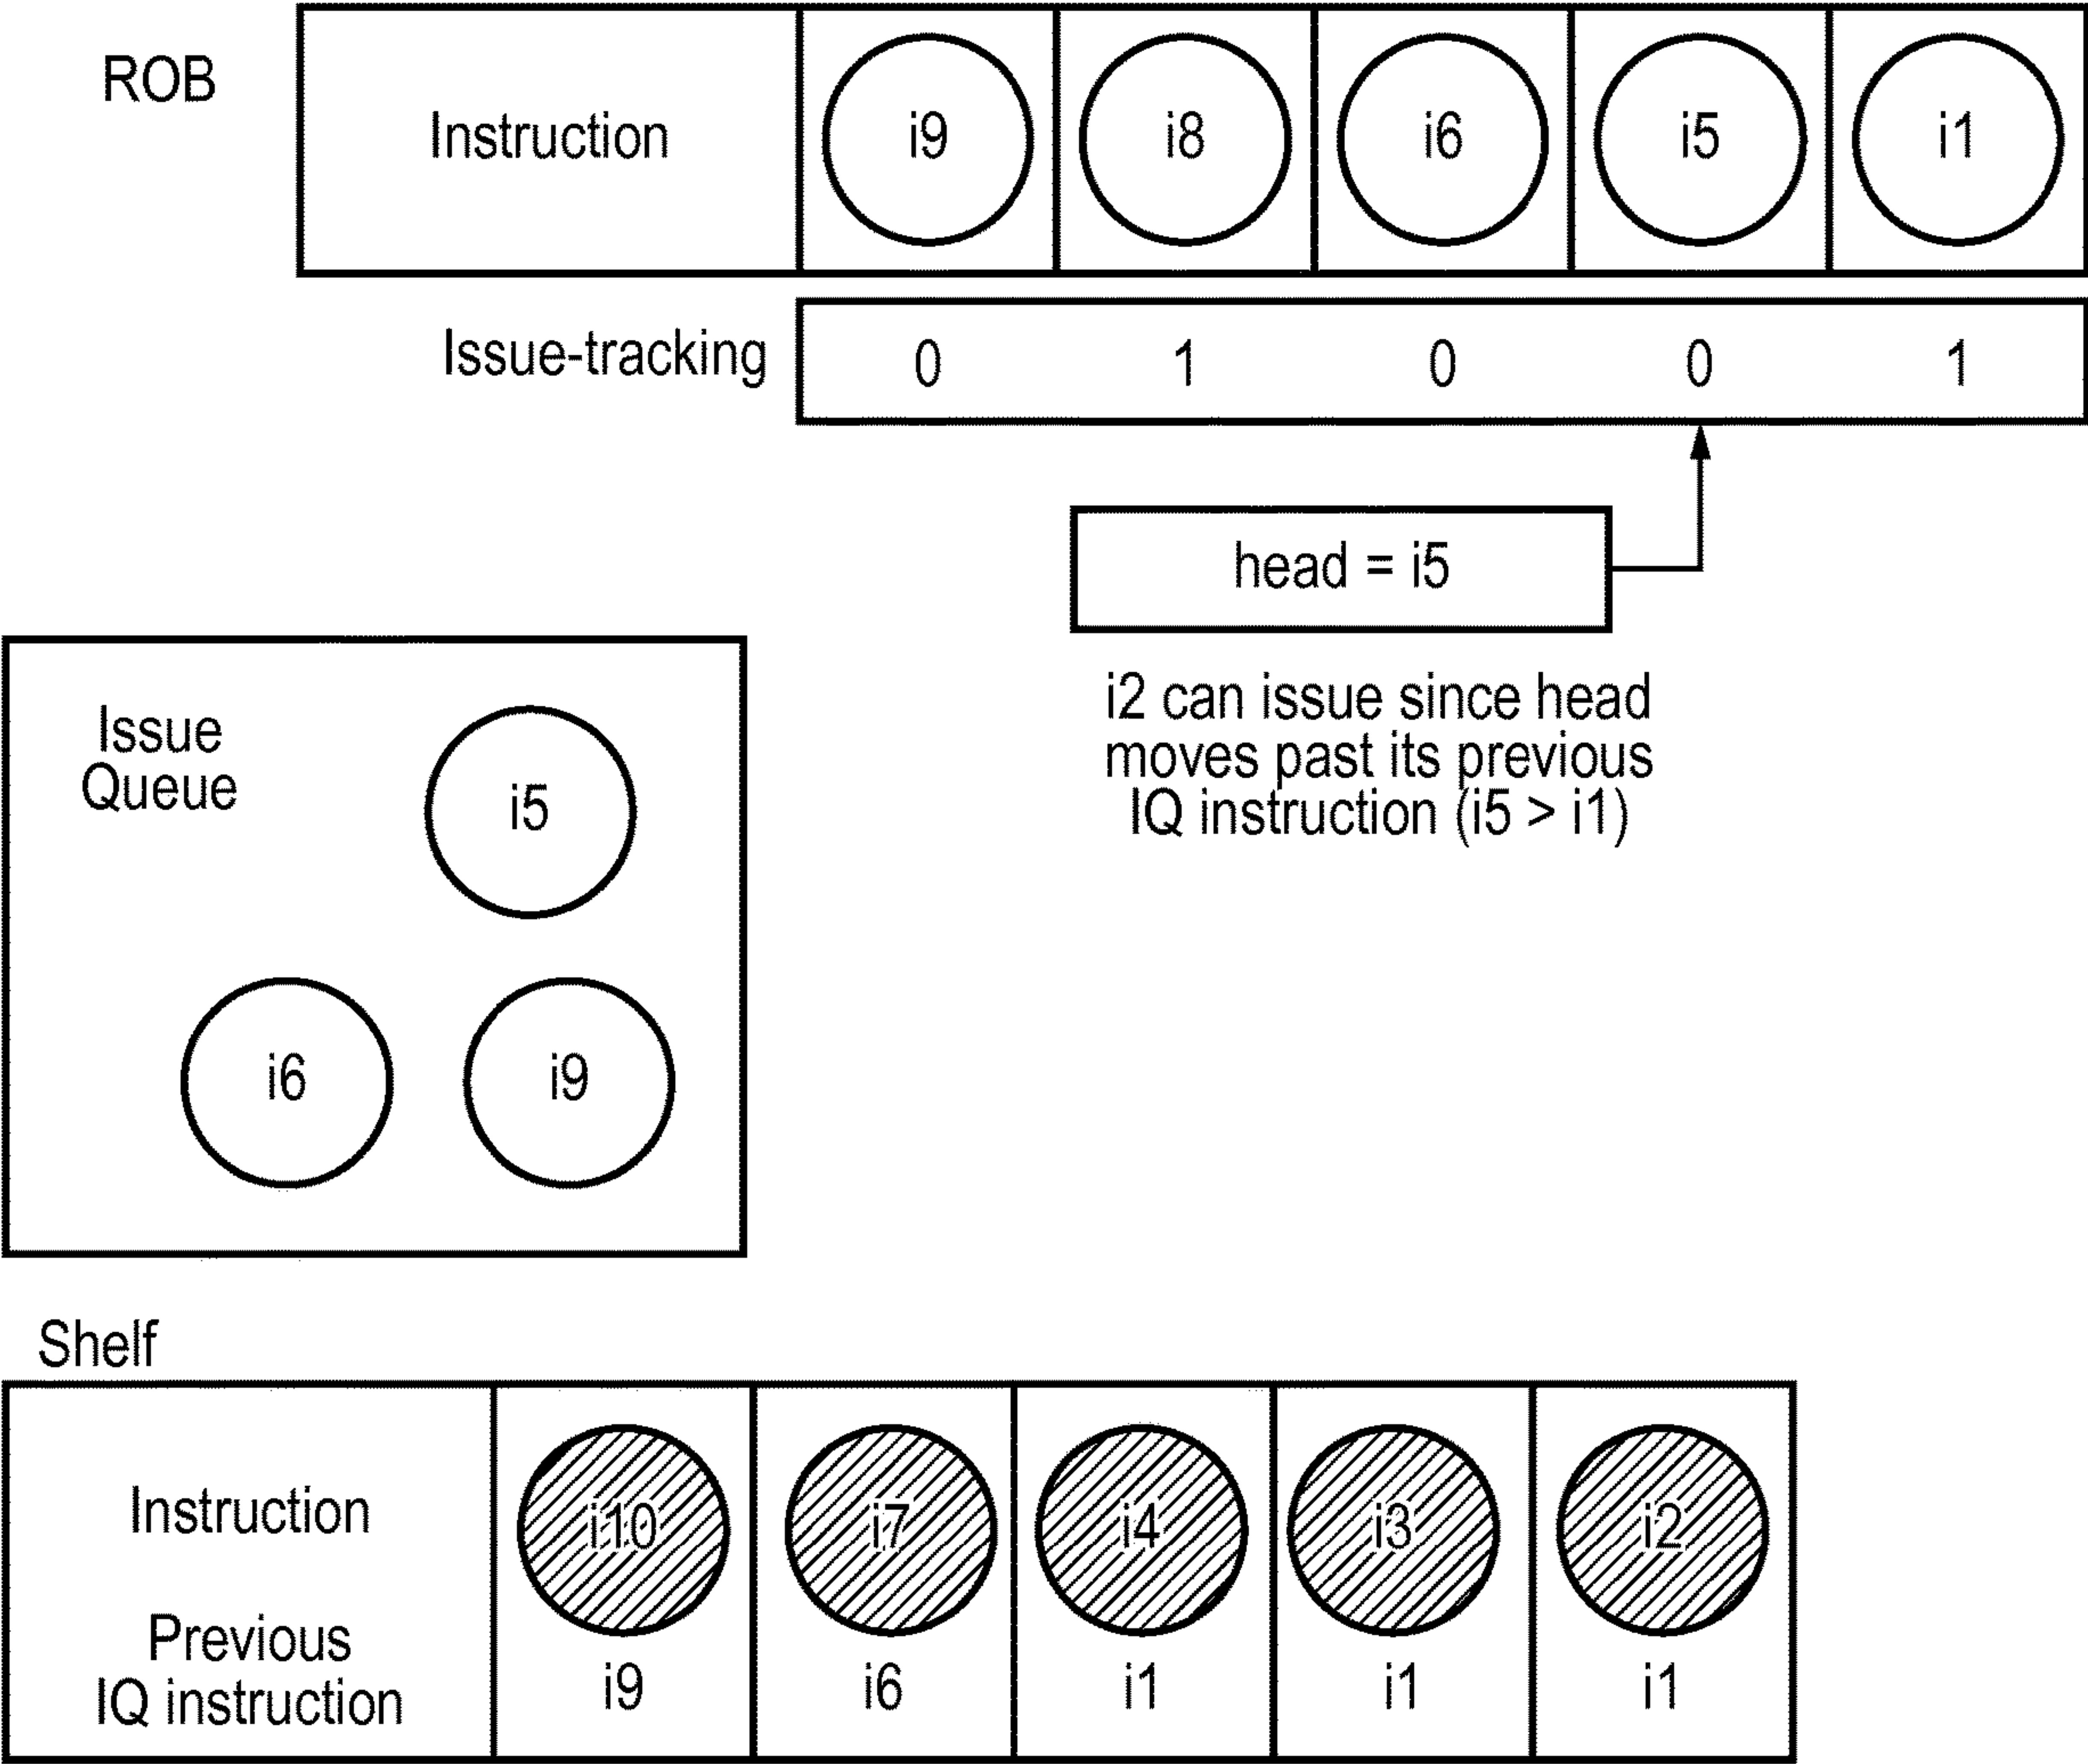 ROB
Instruction i9 i8 i6 i5 i1
Issue-tracking 0 1 0 0 1
head = i5
i2 can issue since head
moves past its previous
IQ instruction (i5 > i1)
Issue
Queue
i5
i6 i9
Shelf
Instruction i10 i7 i4 i3 i2
Previous
IQ instruction i9 i6 i1 i1 i1